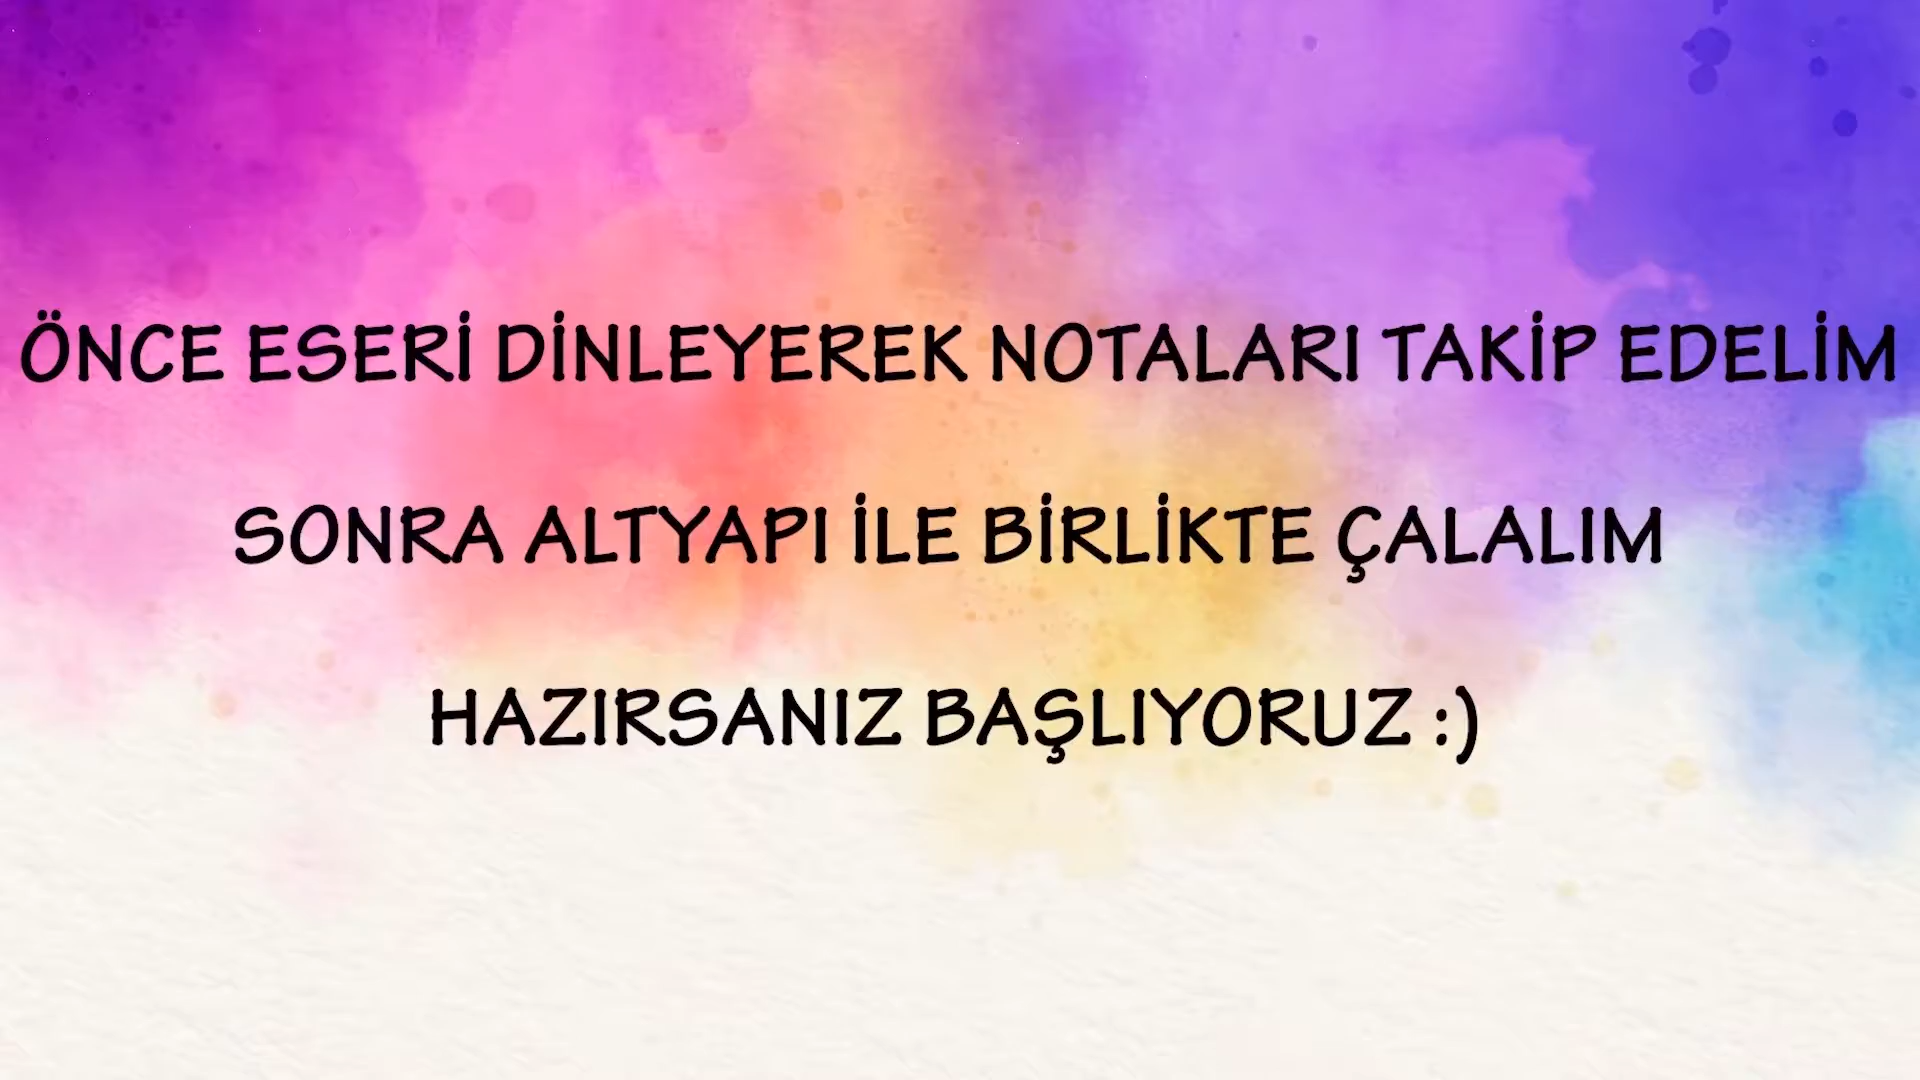 ÖNCE ESERİ DİNLEYEREK NOTALARI TAKİP EDELİM
SONRA ALTYAPI İLE BİRLİKTE ÇALALIM
HAZIRSANIZ BAŞLIYORUZ :)